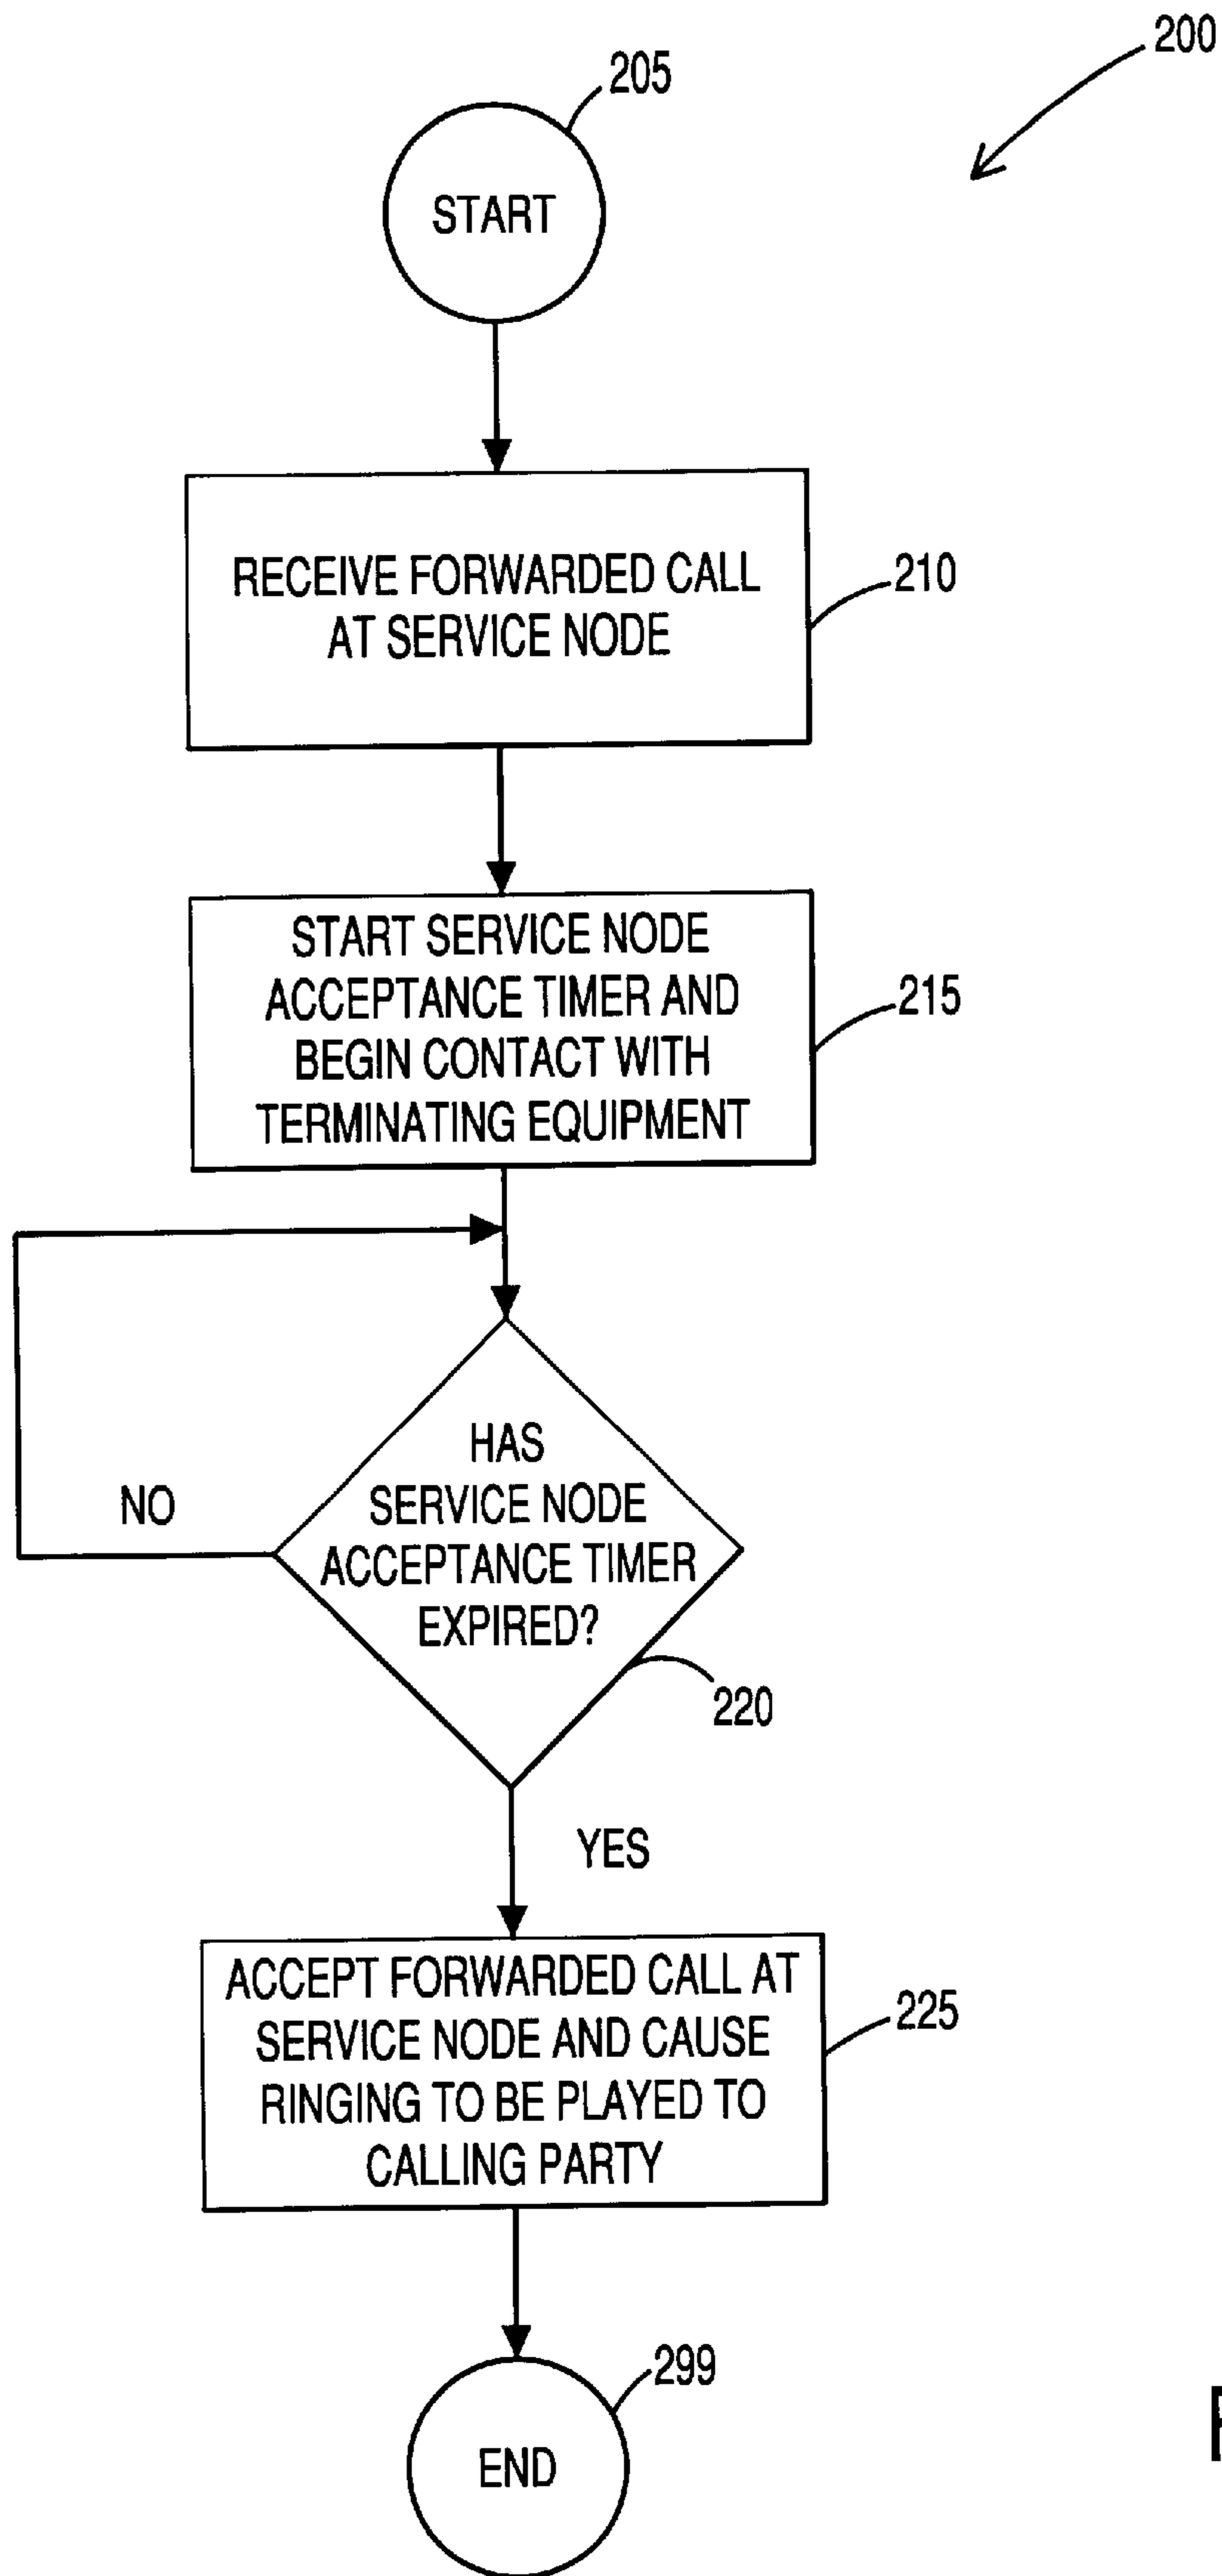 200
205
START
RECEIVE FORWARDED CALL
AT SERVICE NODE
210
START SERVICE NODE
ACCEPTANCE TIMER AND
BEGIN CONTACT WITH
TERMINATING EQUIPMENT
215
HAS
SERVICE NODE
ACCEPTANCE TIMER
EXPIRED?
NO
220
YES
ACCEPT FORWARDED CALL AT
SERVICE NODE AND CAUSE
RINGING TO BE PLAYED TO
CALLING PARTY
225
299
END